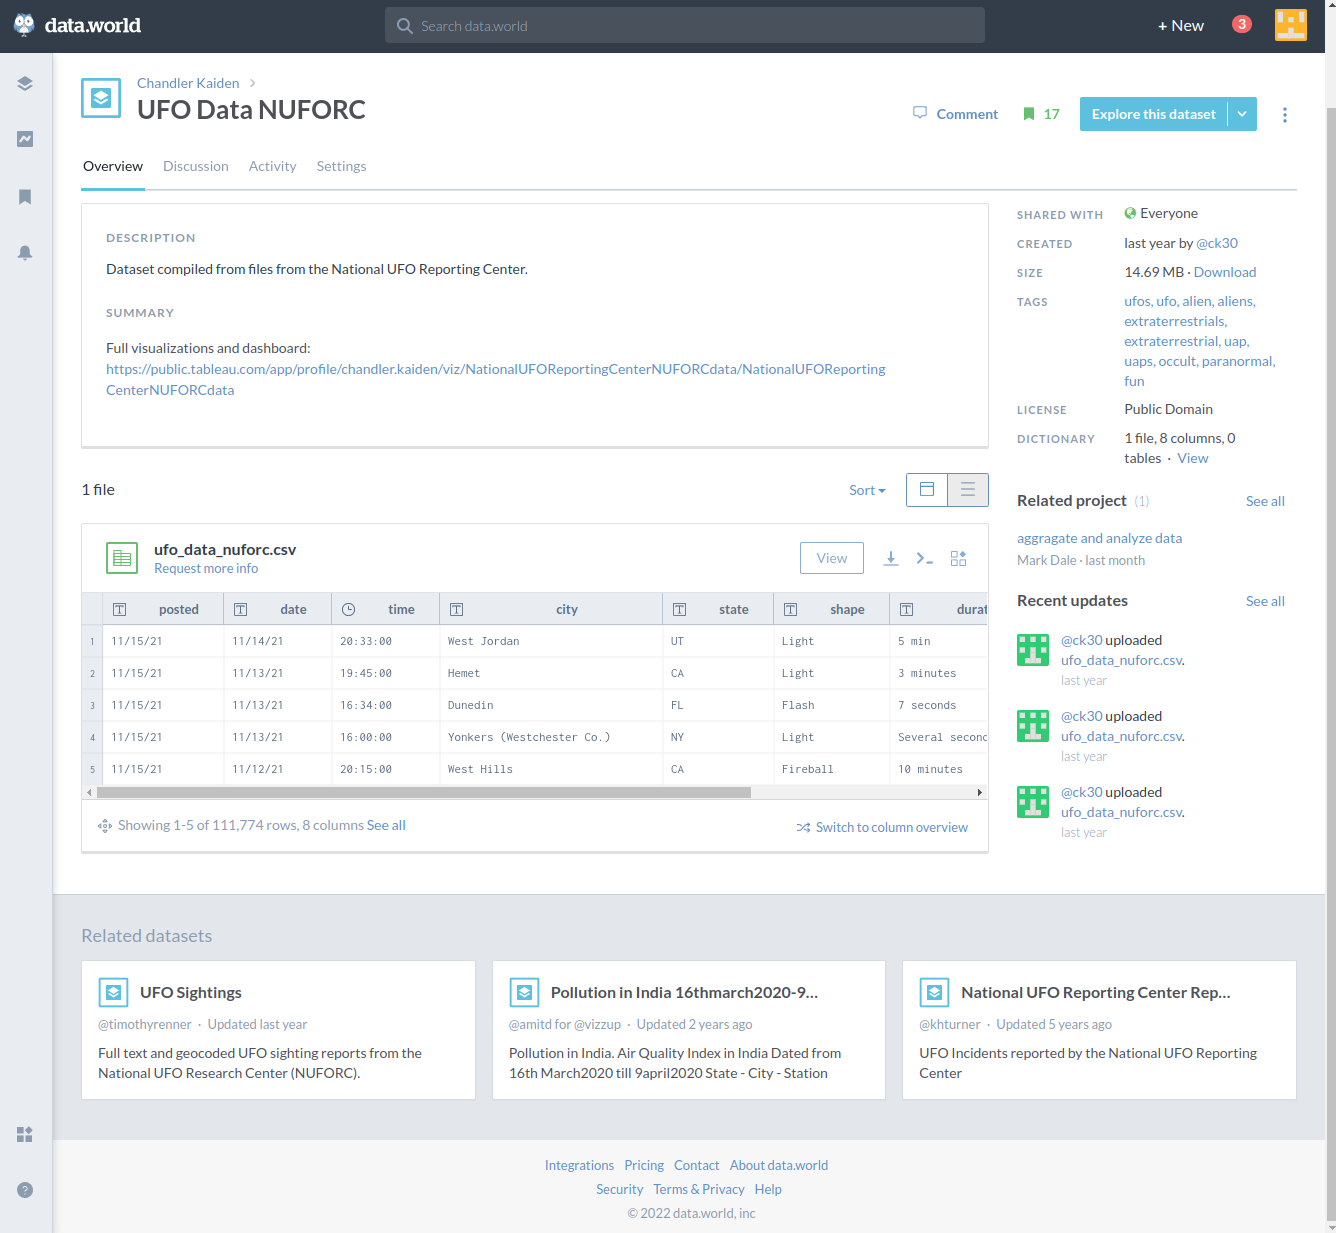 data.world
Search data.world
+ New
3
Chandler Kaiden
UFO Data NUFORC
Comment
17
Explore this dataset
Overview
Discussion
Activity
Settings
DESCRIPTION
Dataset compiled from files from the National UFO Reporting Center.
SUMMARY
Full visualizations and dashboard:
https://public.tableau.com/app/profile/chandler.kaiden/viz/NationalUFOReportingCenterNUFORCdata/NationalUFOReporting
CenterNUFORCdata
SHARED WITH Everyone
CREATED last year by @ck30
SIZE 14.69 MB · Download
TAGS ufos, ufo, alien, aliens,
extraterrestrials,
extraterrestrial, uap,
uaps, occult, paranormal,
fun
LICENSE Public Domain
DICTIONARY 1 file, 8 columns, 0
tables · View
1 file
Sort
ufo_data_nuforc.csv
Request more info
View
posted date time city state shape durat
1 11/15/21 11/14/21 20:33:00 West Jordan UT Light 5 min
2 11/15/21 11/13/21 19:45:00 Hemet CA Light 3 minutes
3 11/15/21 11/13/21 16:34:00 Dunedin FL Flash 7 seconds
4 11/15/21 11/13/21 16:00:00 Yonkers (Westchester Co.) NY Light Several second
5 11/15/21 11/12/21 20:15:00 West Hills CA Fireball 10 minutes
Showing 1-5 of 111,774 rows, 8 columns See all
Switch to column overview
Related project (1) See all
aggragate and analyze data
Mark Dale · last month
Recent updates See all
@ck30 uploaded
ufo_data_nuforc.csv.
last year
@ck30 uploaded
ufo_data_nuforc.csv.
last year
@ck30 uploaded
ufo_data_nuforc.csv.
last year
Related datasets
UFO Sightings
@timothyrenner · Updated last year
Full text and geocoded UFO sighting reports from the
National UFO Research Center (NUFORC).
Pollution in India 16thmarch2020-9...
@amitd for @vizzup · Updated 2 years ago
Pollution in India. Air Quality Index in India Dated from
16th March2020 till 9april2020 State - City - Station
National UFO Reporting Center Rep...
@khturner · Updated 5 years ago
UFO Incidents reported by the National UFO Reporting
Center
Integrations Pricing Contact About data.world
Security Terms & Privacy Help
© 2022 data.world, inc